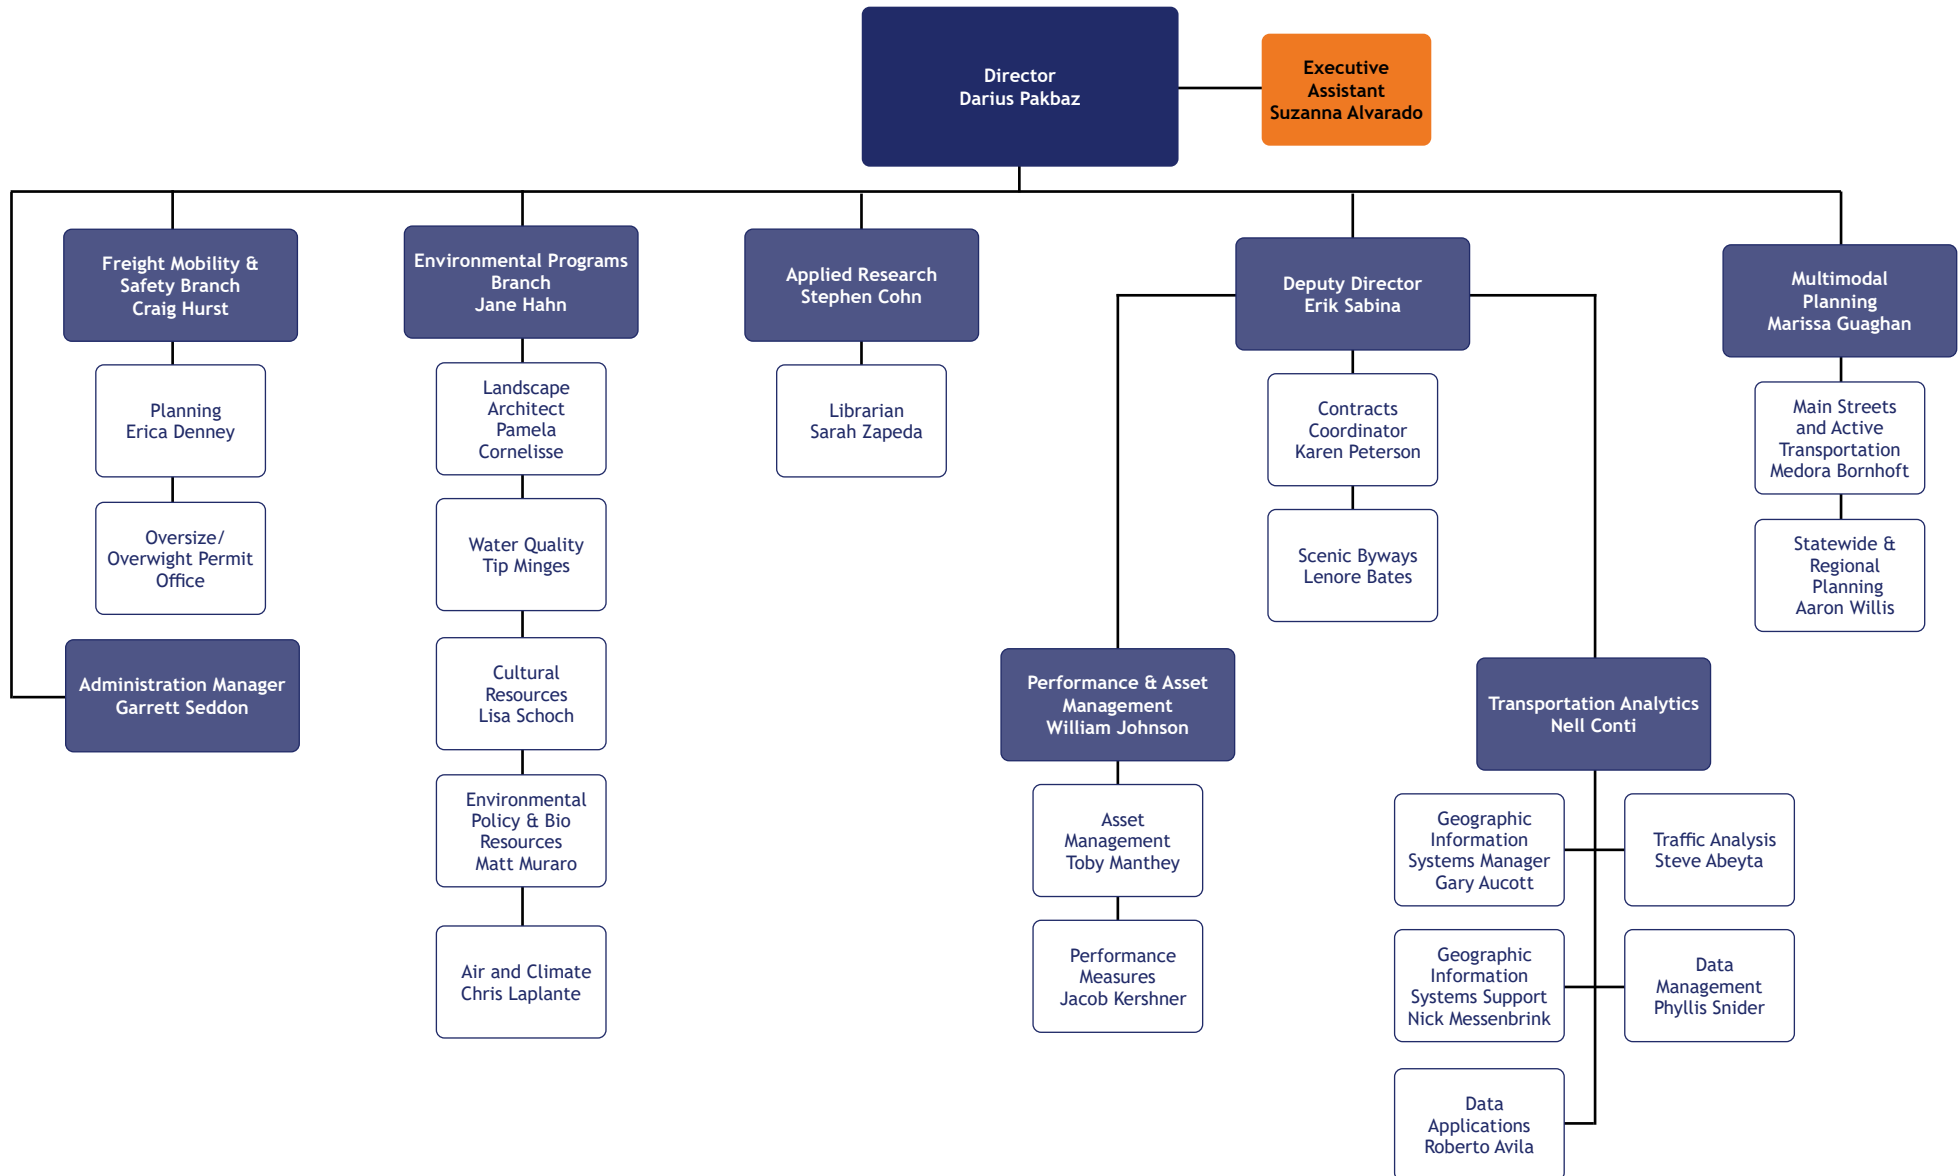 Director
Darius Pakbaz
Executive
Assistant
Suzanna Alvarado
Freight Mobility &
Safety Branch
Craig Hurst
Planning
Erica Denney
Oversize/
Overwight Permit
Office
Administration Manager
Garrett Seddon
Environmental Programs
Branch
Jane Hahn
Landscape
Architect
Pamela
Cornelisse
Water Quality
Tip Minges
Cultural
Resources
Lisa Schoch
Environmental
Policy & Bio
Resources
Matt Muraro
Air and Climate
Chris Laplante
Applied Research
Stephen Cohn
Librarian
Sarah Zapeda
Deputy Director
Erik Sabina
Contracts
Coordinator
Karen Peterson
Scenic Byways
Lenore Bates
Performance & Asset
Management
William Johnson
Asset
Management
Toby Manthey
Performance
Measures
Jacob Kershner
Transportation Analytics
Nell Conti
Geographic
Information
Systems Manager
Gary Aucott
Traffic Analysis
Steve Abeyta
Geographic
Information
Systems Support
Nick Messenbrink
Data
Management
Phyllis Snider
Data
Applications
Roberto Avila
Multimodal
Planning
Marissa Guaghan
Main Streets
and Active
Transportation
Medora Bornhoft
Statewide &
Regional
Planning
Aaron Willis